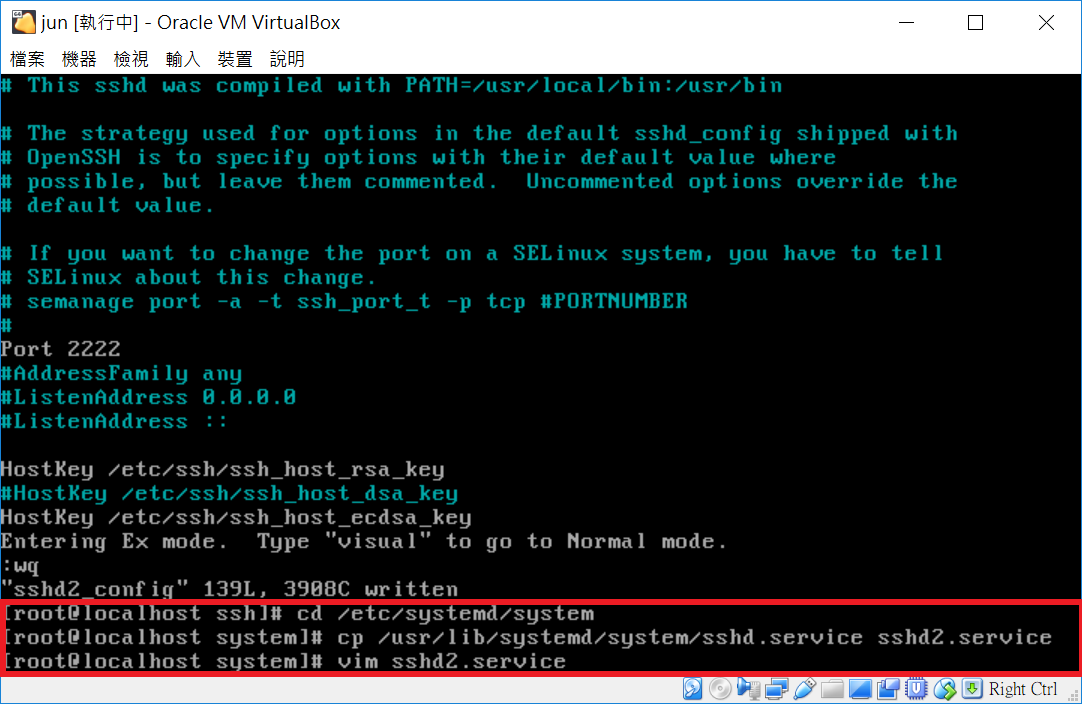 jun [執行中] - Oracle VM VirtualBox
檔案 機器 檢視 輸入 裝置 說明
# This sshd was compiled with PATH=/usr/local/bin:/usr/bin
# The strategy used for options in the default sshd_config shipped with
# OpenSSH is to specify options with their default value where
# possible, but leave them commented.  Uncommented options override the
# default value.
# If you want to change the port on a SELinux system, you have to tell
# SELinux about this change.
# semanage port -a -t ssh_port_t -p tcp #PORTNUMBER
#
Port 2222
#AddressFamily any
#ListenAddress 0.0.0.0
#ListenAddress ::
HostKey /etc/ssh/ssh_host_rsa_key
#HostKey /etc/ssh/ssh_host_dsa_key
HostKey /etc/ssh/ssh_host_ecdsa_key
Entering Ex mode.  Type "visual" to go to Normal mode.
:wq
"sshd2_config" 139L, 3908C written
[root@localhost ssh]# cd /etc/systemd/system
[root@localhost system]# cp /usr/lib/systemd/system/sshd.service sshd2.service
[root@localhost system]# vim sshd2.service
Right Ctrl